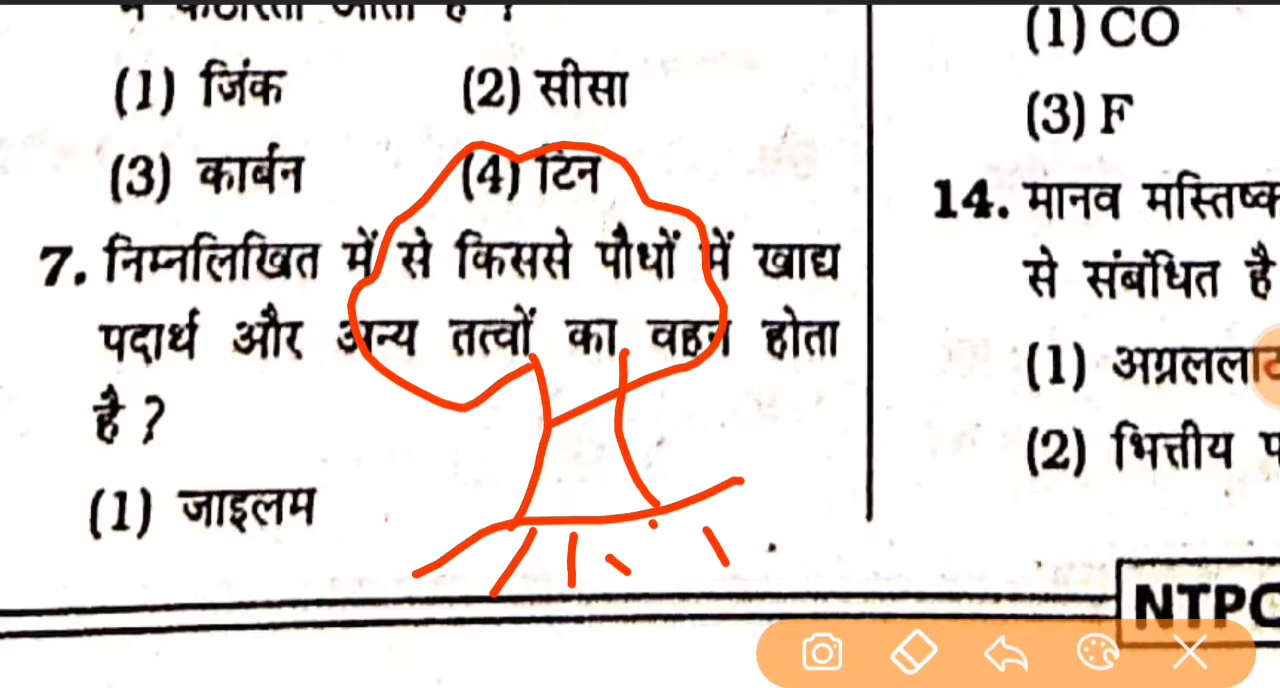 (1) जिंक (2) सीसा
(3) कार्बन (4) टिन
7. निम्नलिखित में से किससे पौधों में खाद्य
पदार्थ और अन्य तत्वों का वहन होता
है ?
(1) जाइलम
(1) CO
(3) F
14. मानव मस्तिष्क
से संबंधित है
(1) अग्रललाट
(2) भित्तीय
NTPC